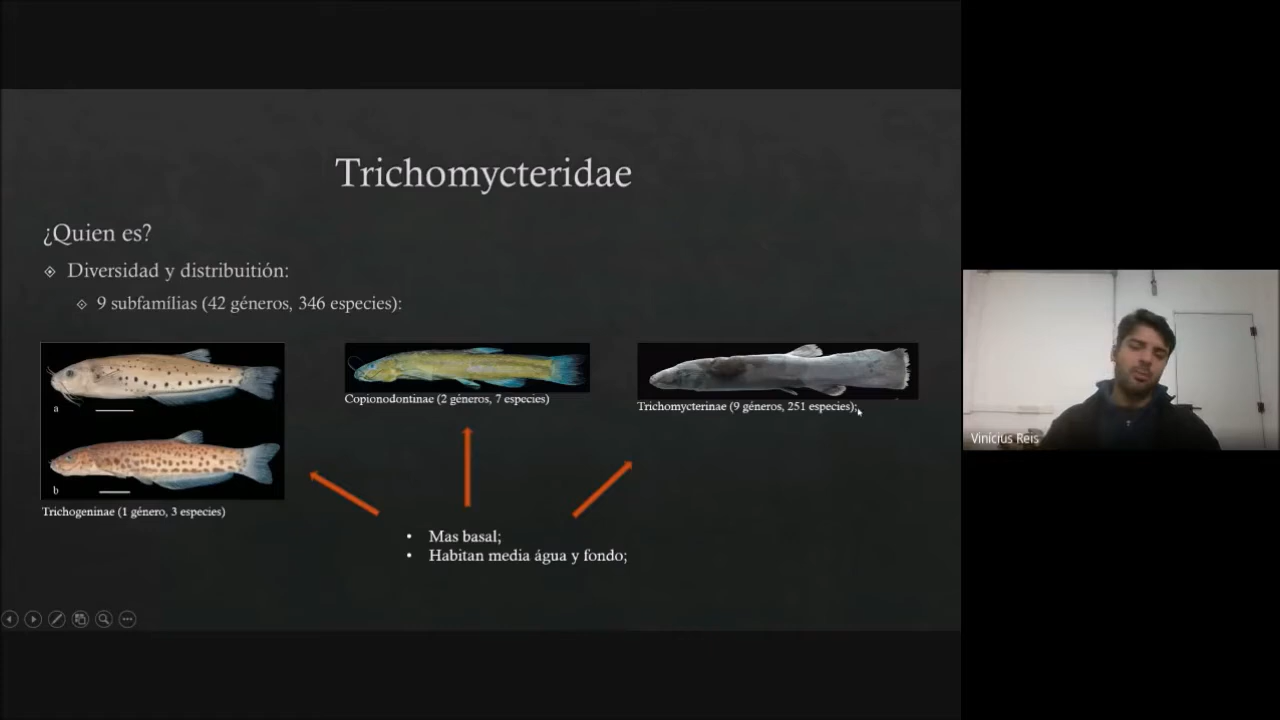 Trichomycteridae
¿Quien es?
Diversidad y distribuitión:
9 subfamílias (42 géneros, 346 especies):
a
b
Trichogeninae (1 género, 3 especies)
Copionodontinae (2 géneros, 7 especies)
Trichomycterinae (9 géneros, 251 especies);
• Mas basal;
• Habitan media água y fondo;
Vinícius Reis